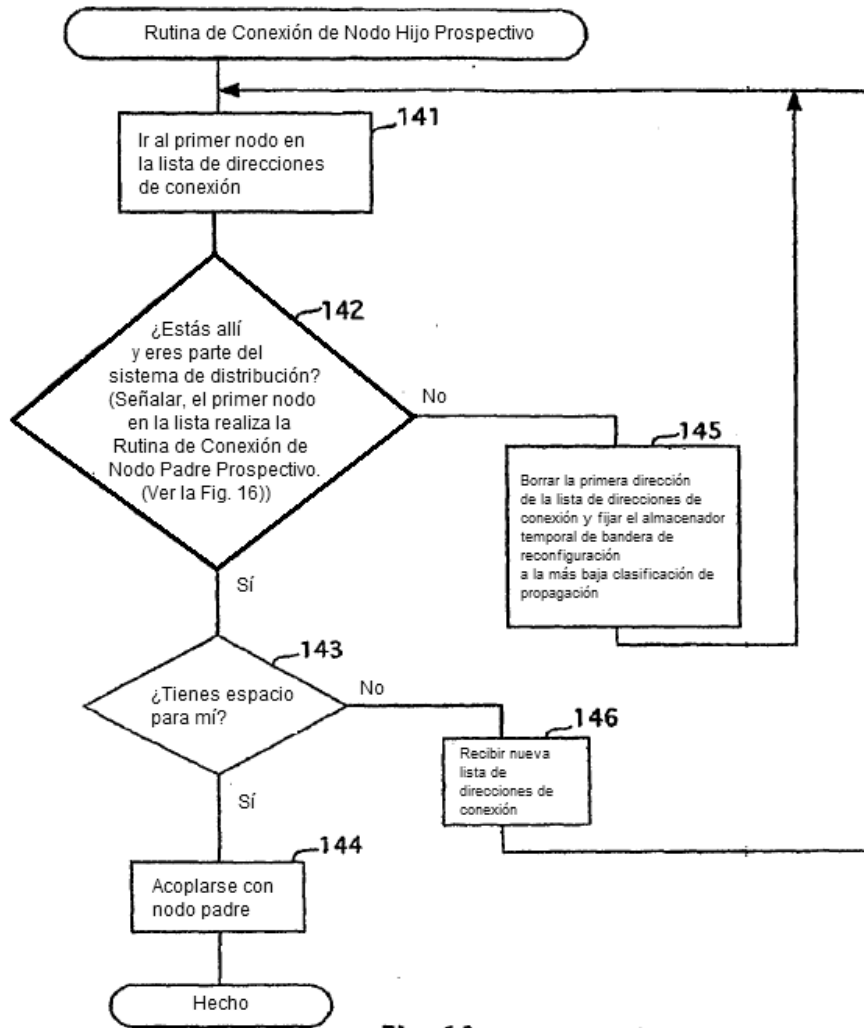 Rutina de Conexión de Nodo Hijo Prospectivo
141
Ir al primer nodo en
la lista de direcciones
de conexión
142
¿Estás allí
y eres parte del
sistema de distribución?
(Señalar, el primer nodo
en la lista realiza la
Rutina de Conexión de
Nodo Padre Prospectivo.
(Ver la Fig. 16))
No
145
Borrar la primera dirección
de la lista de direcciones de
conexión y fijar el almacenador
temporal de bandera de
reconfiguración
a la más baja clasificación de
propagación
Sí
143
¿Tienes espacio
para mí?
No
146
Recibir nueva
lista de
direcciones de
conexión
Sí
144
Acoplarse con
nodo padre
Hecho